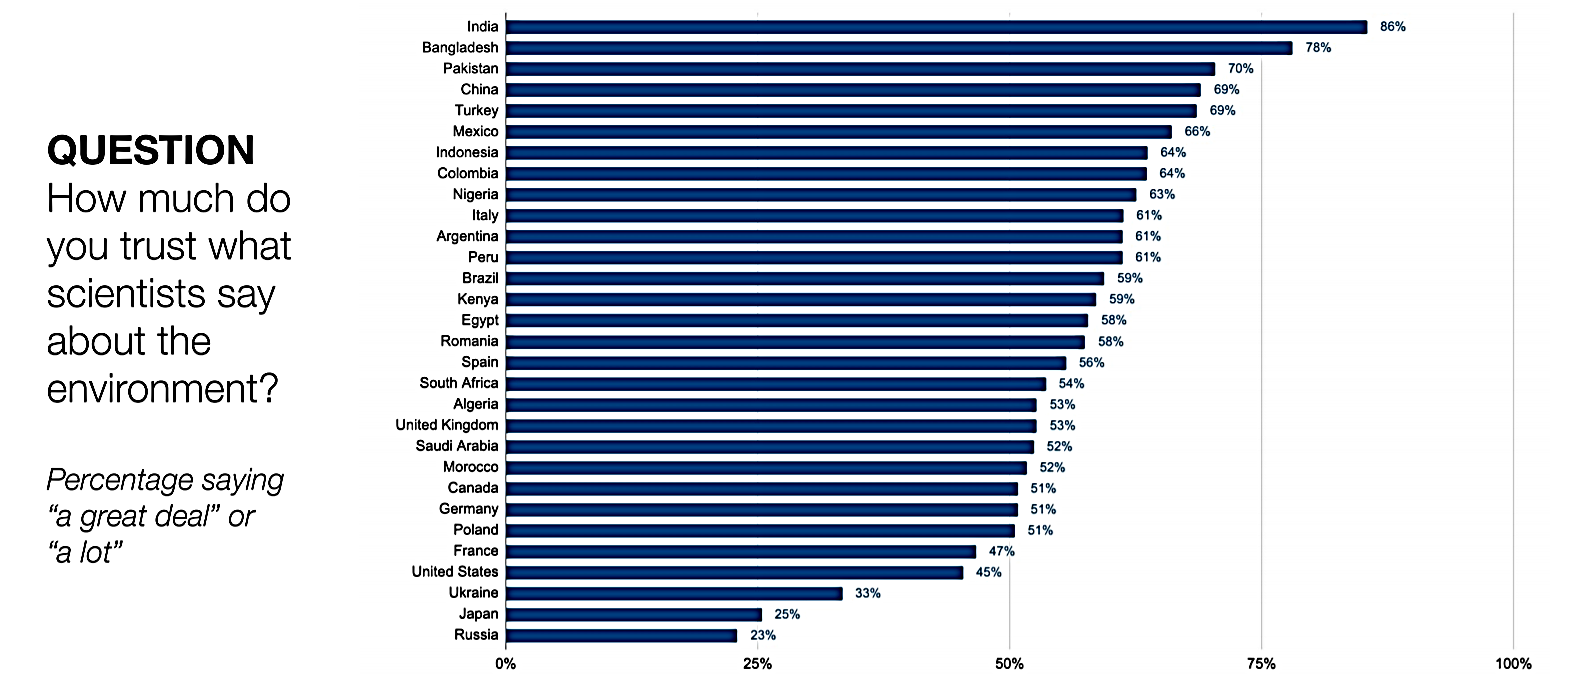 QUESTION
How much do
you trust what
scientists say
about the
environment?
Percentage saying
“a great deal” or
“a lot”
India 86%
Bangladesh 78%
Pakistan 70%
China 69%
Turkey 69%
Mexico 66%
Indonesia 64%
Colombia 64%
Nigeria 63%
Italy 61%
Argentina 61%
Peru 61%
Brazil 59%
Kenya 59%
Egypt 58%
Romania 58%
Spain 56%
South Africa 54%
Algeria 53%
United Kingdom 53%
Saudi Arabia 52%
Morocco 52%
Canada 51%
Germany 51%
Poland 51%
France 47%
United States 45%
Ukraine 33%
Japan 25%
Russia 23%
0% 25% 50% 75% 100%